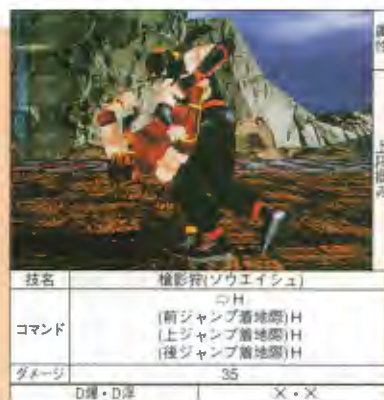 技名 槍影狩(ソウエイシュ)
コマンド ⇨H
(前ジャンプ着地際)H
(上ジャンプ着地際)H
(後ジャンプ着地際)H
ダメージ 35
D爆・D浮 ×・×